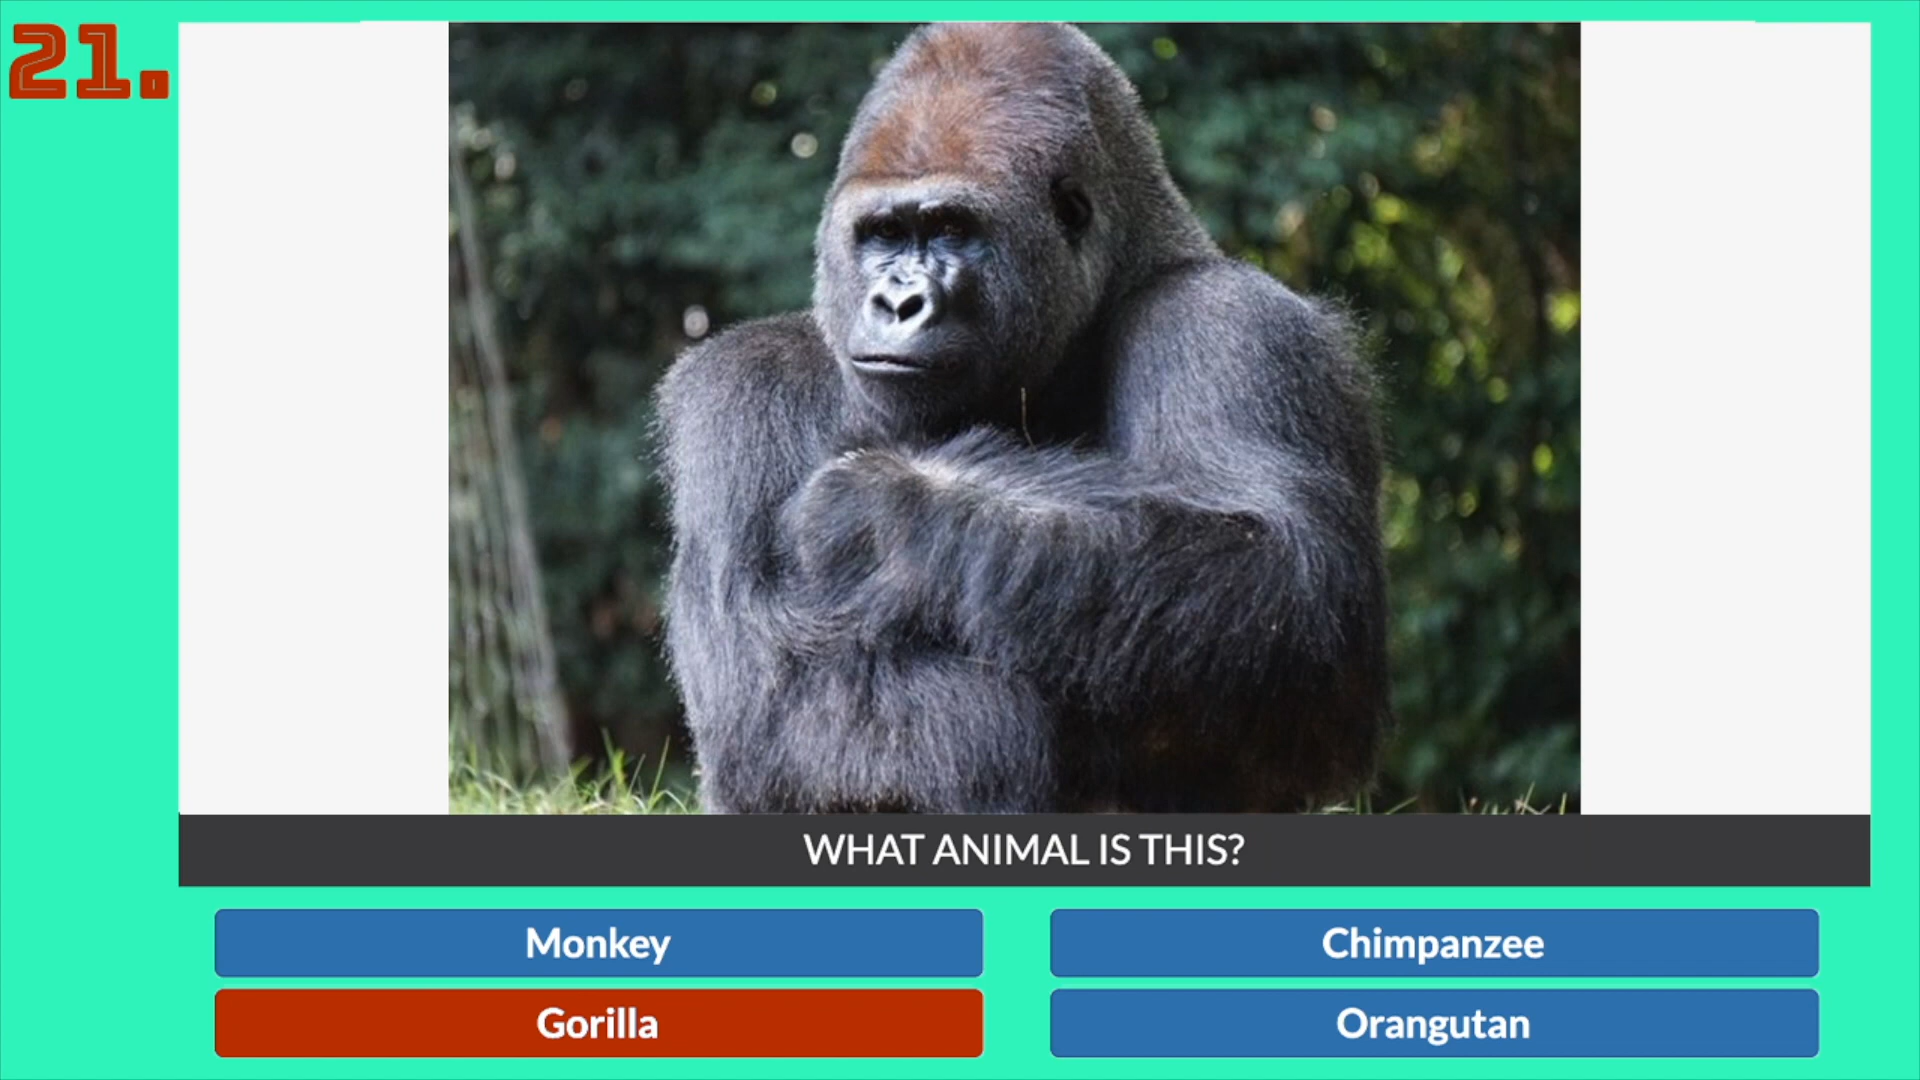 21.
WHAT ANIMAL IS THIS?
Monkey
Chimpanzee
Gorilla
Orangutan